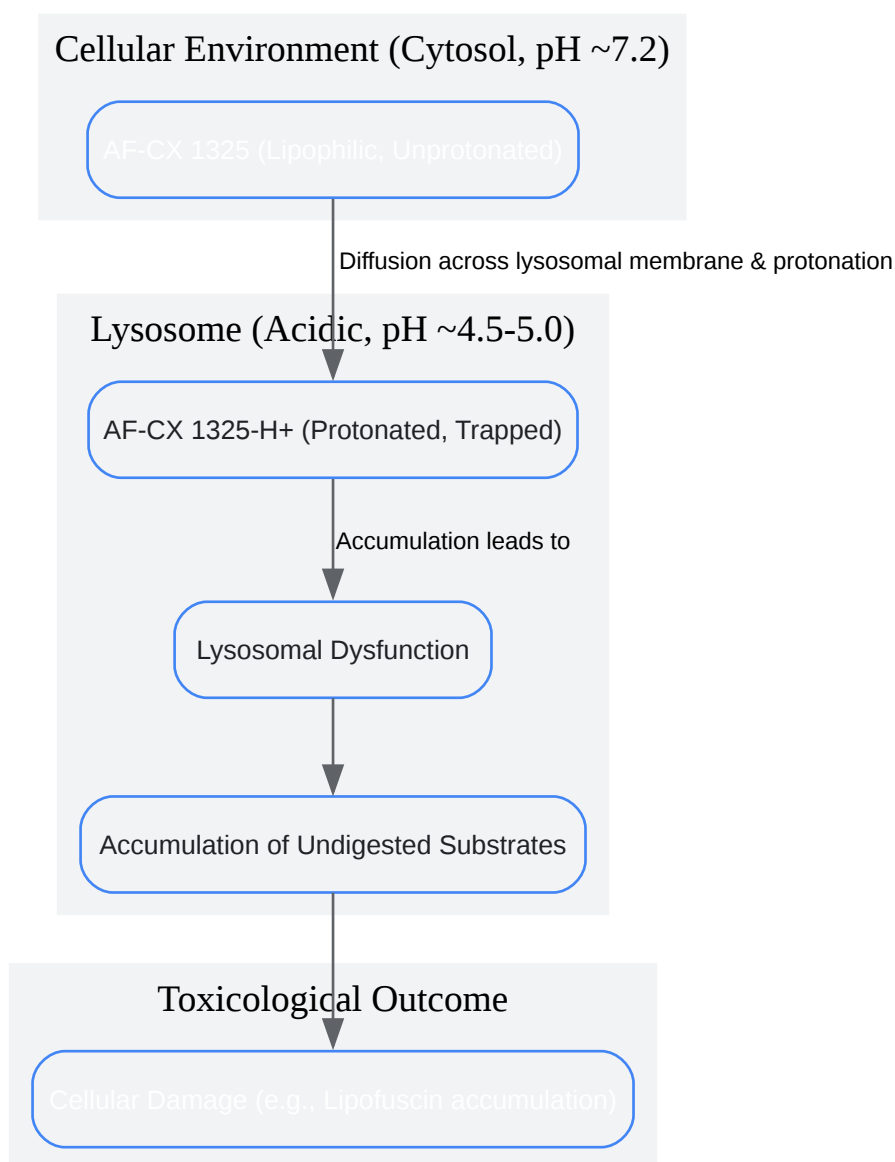 Cellular Environment (Cytosol, pH ~7.2)
AF-CX 1325 (Lipophilic, Unprotonated)
Diffusion across lysosomal membrane & protonation
Lysosome (Acidic, pH ~4.5-5.0)
AF-CX 1325-H+ (Protonated, Trapped)
Accumulation leads to
Lysosomal Dysfunction
Accumulation of Undigested Substrates
Toxicological Outcome
Cellular Damage (e.g., Lipofuscin accumulation)